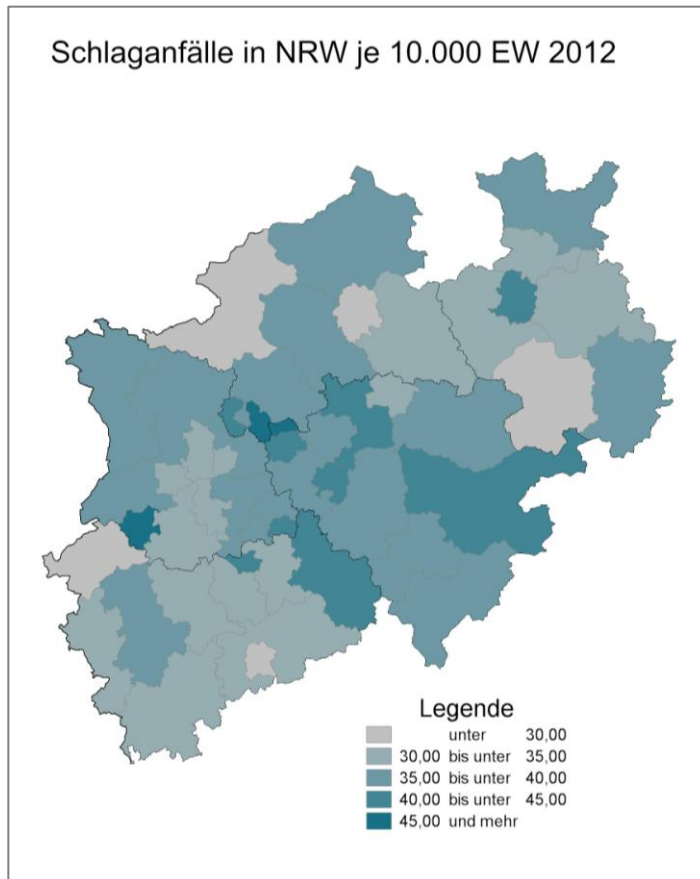 Schlaganfälle in NRW je 10.000 EW 2012
Legende
unter 30,00
30,00 bis unter 35,00
35,00 bis unter 40,00
40,00 bis unter 45,00
45,00 und mehr